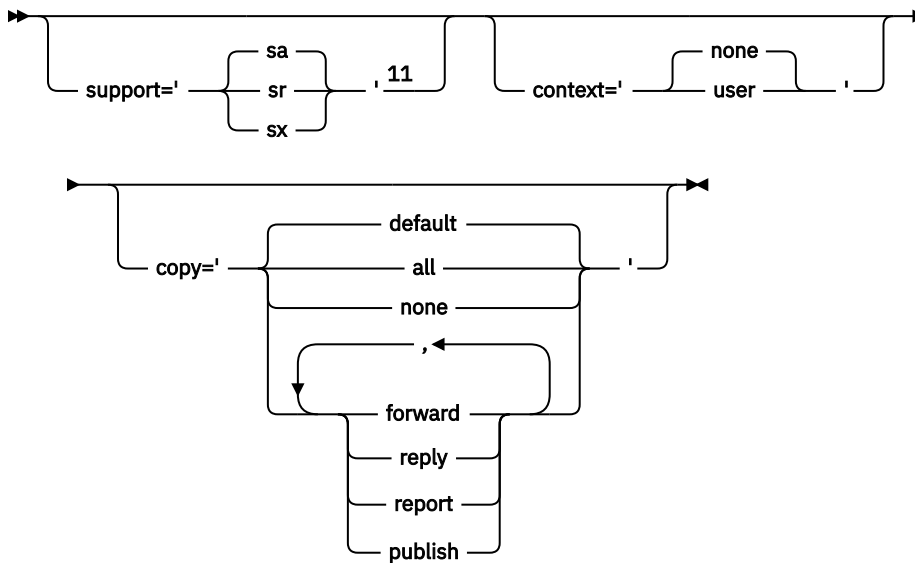 sa none
support=' sr ' 11 context=' user '
sx
default
copy=' all '
none
,
forward
reply
report
publish